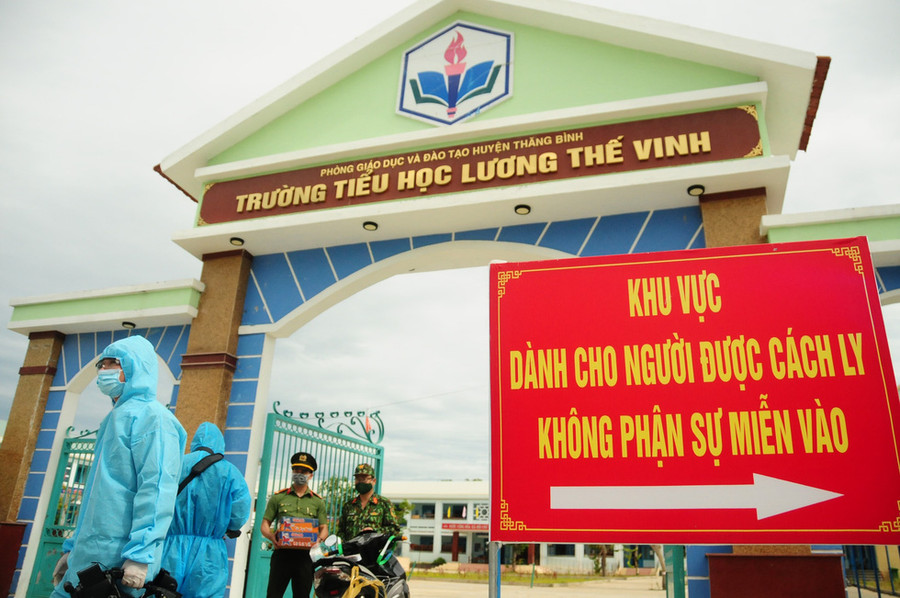 PHÒNG GIÁO DỤC VÀ ĐÀO TẠO HUYỆN THĂNG BÌNH
TRƯỜNG TIỂU HỌC LƯƠNG THẾ VINH
KHU VỰC
DÀNH CHO NGƯỜI ĐƯỢC CÁCH LY
KHÔNG PHẬN SỰ MIỄN VÀO